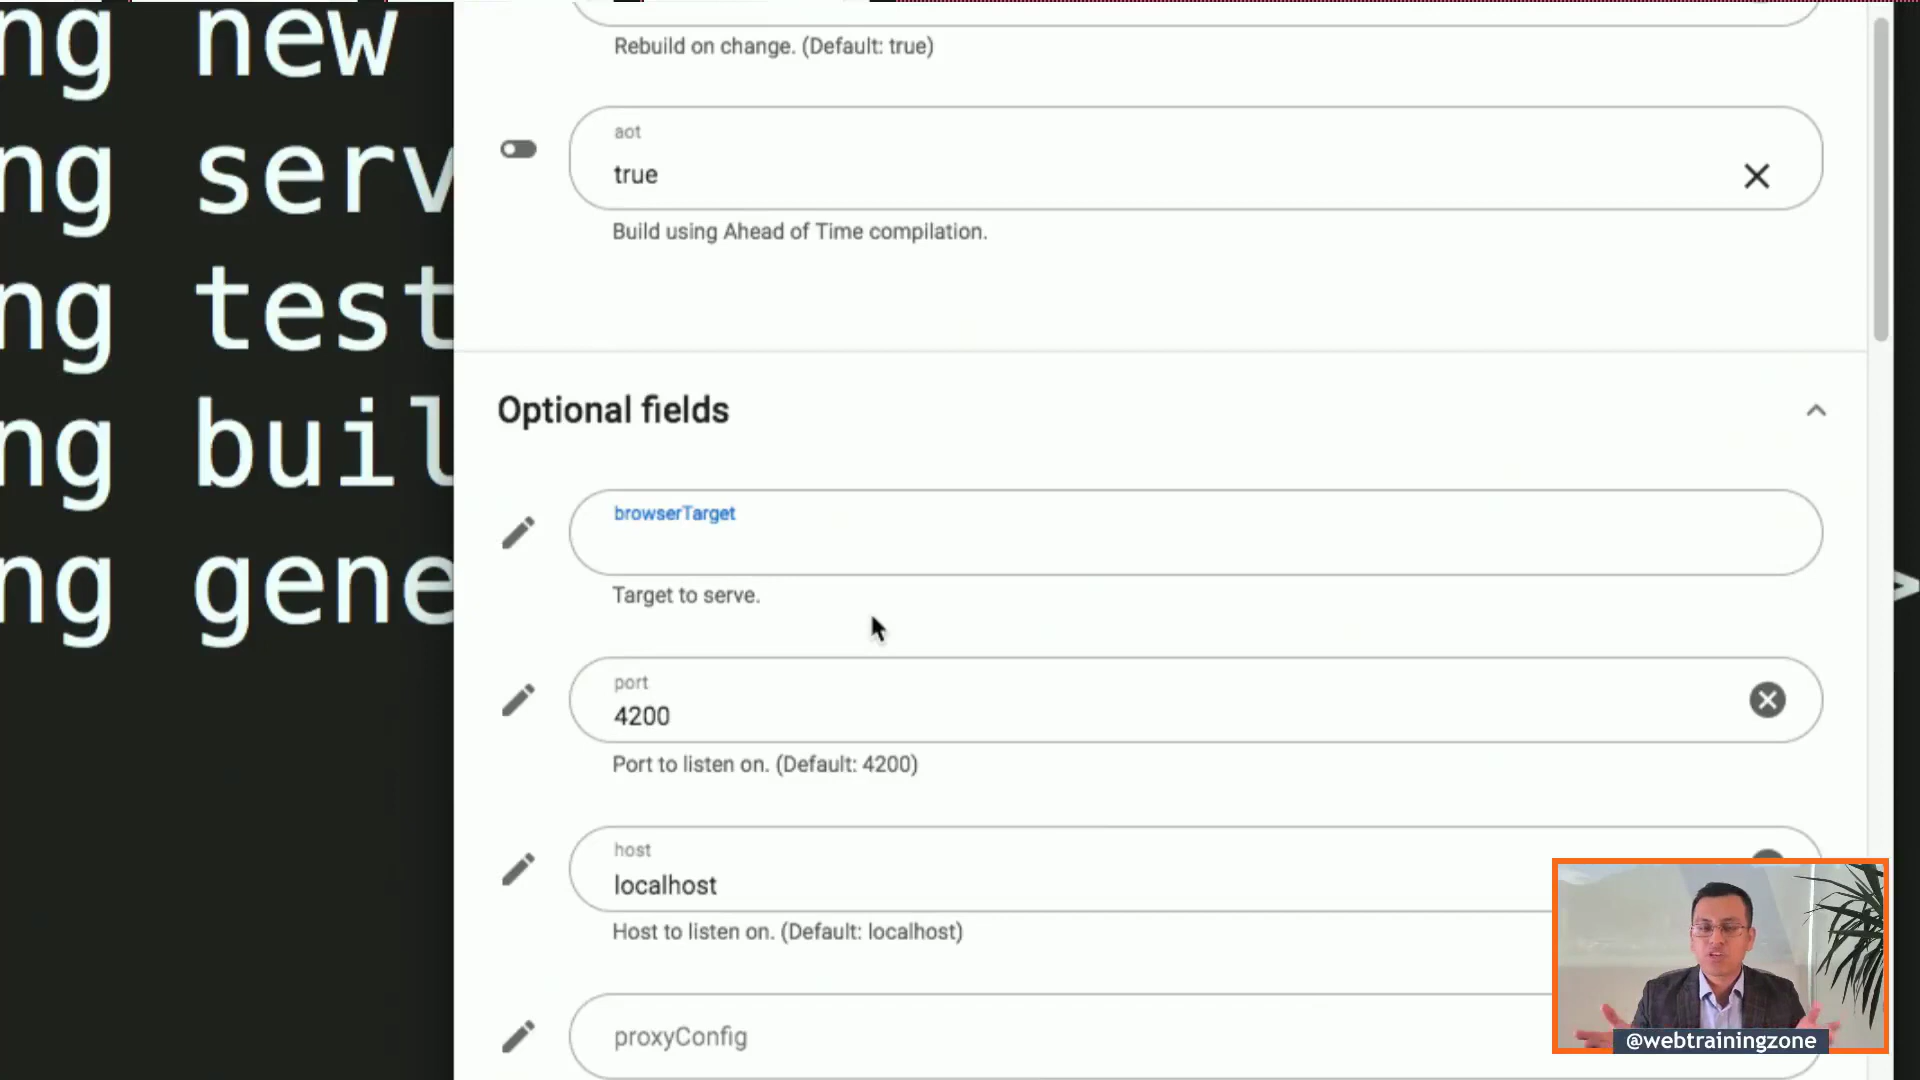 ng new
ng serv
ng test
ng buil
ng gene
>
Rebuild on change. (Default: true)
aot
true
Build using Ahead of Time compilation.
Optional fields
browserTarget
Target to serve.
port
4200
Port to listen on. (Default: 4200)
host
localhost
Host to listen on. (Default: localhost)
proxyConfig
@webtrainingzone